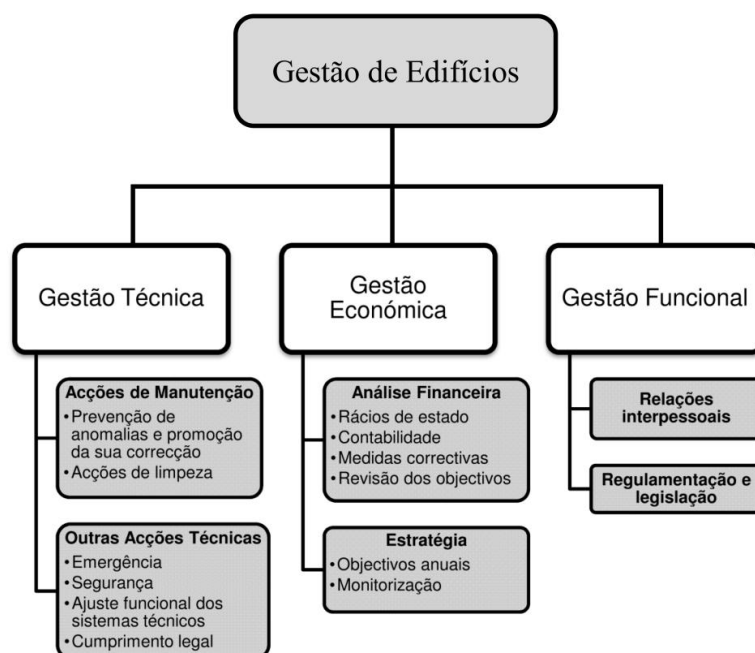 Gestão de Edifícios
Gestão Técnica
Gestão
Económica
Gestão Funcional
Acções de Manutenção
•Prevenção de
anomalias e promoção
da sua correcção
•Acções de limpeza
Outras Acções Técnicas
•Emergência
•Segurança
•Ajuste funcional dos
sistemas técnicos
•Cumprimento legal
Análise Financeira
•Rácios de estado
•Contabilidade
•Medidas correctivas
•Revisão dos objectivos
Estratégia
•Objectivos anuais
•Monitorização
Relações
interpessoais
Regulamentação e
legislação